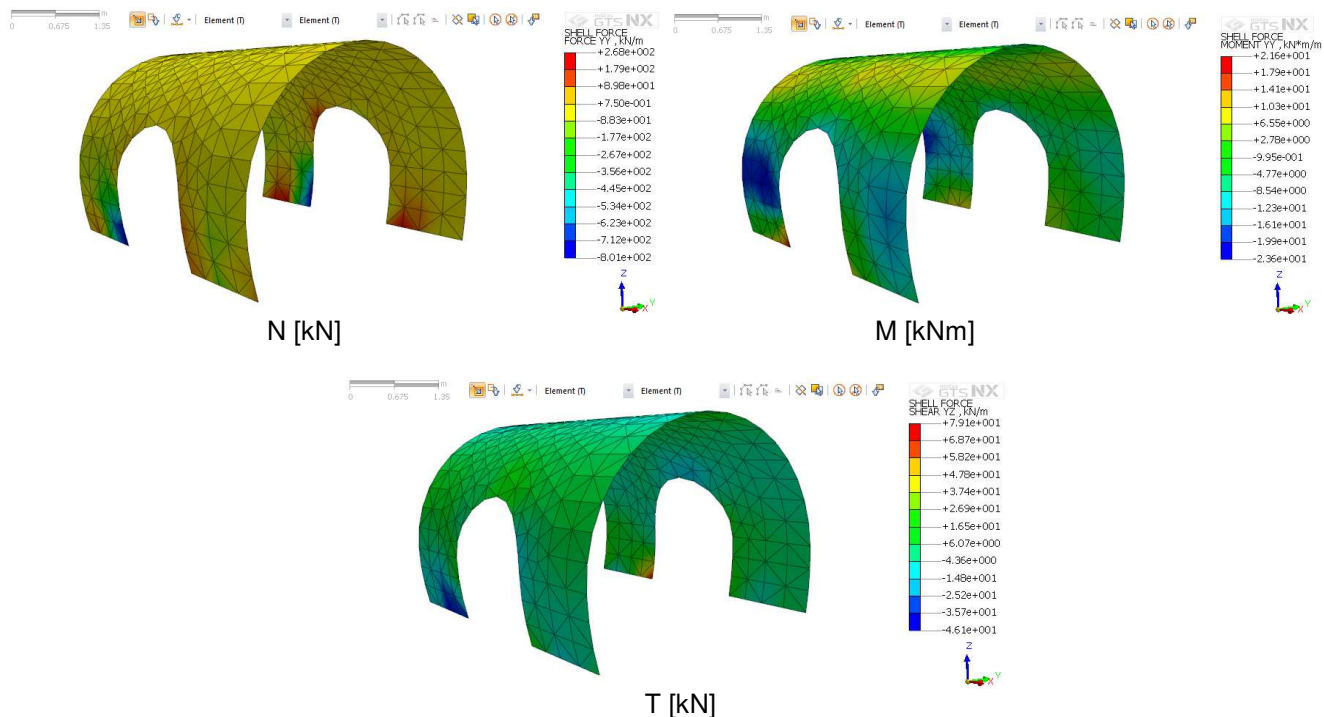 m
0 0.675 1.35
Element (T)
Element (T)
GTS NX
SHELL FORCE
FORCE YY , kN/m
+2.68e+002
+1.79e+002
+8.98e+001
+7.50e-001
-8.83e+001
-1.77e+002
-2.67e+002
-3.56e+002
-4.45e+002
-5.34e+002
-6.23e+002
-7.12e+002
-8.01e+002
Z
Y
X
N [kN]
m
0 0.675 1.35
Element (T)
Element (T)
GTS NX
SHELL FORCE
MOMENT YY , kN*m/m
+2.16e+001
+1.79e+001
+1.41e+001
+1.03e+001
+6.55e+000
+2.78e+000
-9.95e-001
-4.77e+000
-8.54e+000
-1.23e+001
-1.61e+001
-1.99e+001
-2.36e+001
Z
Y
X
M [kNm]
m
0 0.675 1.35
Element (T)
Element (T)
GTS NX
SHELL FORCE
SHEAR YZ , kN/m
+7.91e+001
+6.87e+001
+5.82e+001
+4.78e+001
+3.74e+001
+2.69e+001
+1.65e+001
+6.07e+000
-4.36e+000
-1.48e+001
-2.52e+001
-3.57e+001
-4.61e+001
Z
Y
X
T [kN]